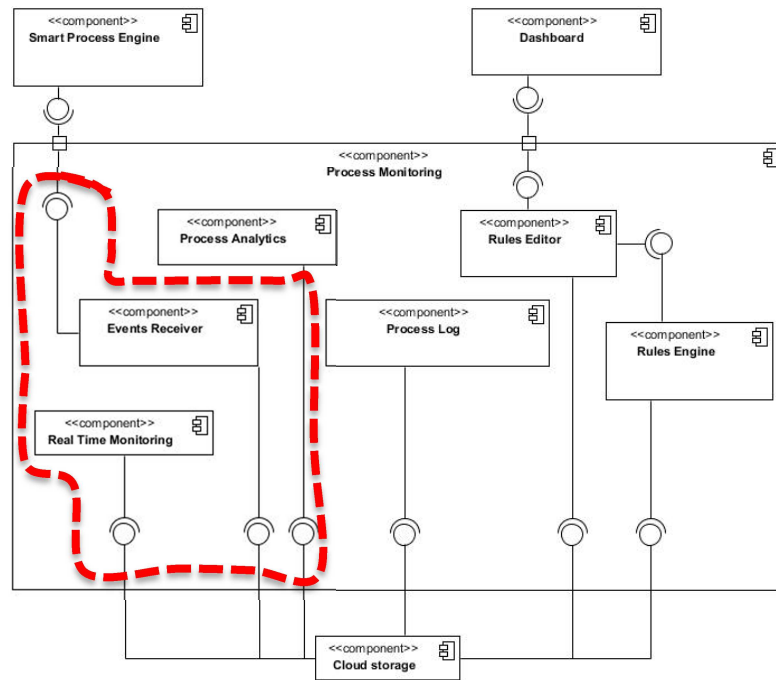 <<component>>
Smart Process Engine
<<component>>
Dashboard
<<component>>
Process Monitoring
<<component>>
Process Analytics
<<component>>
Rules Editor
<<component>>
Events Receiver
<<component>>
Process Log
<<component>>
Rules Engine
<<component>>
Real Time Monitoring
<<component>>
Cloud storage